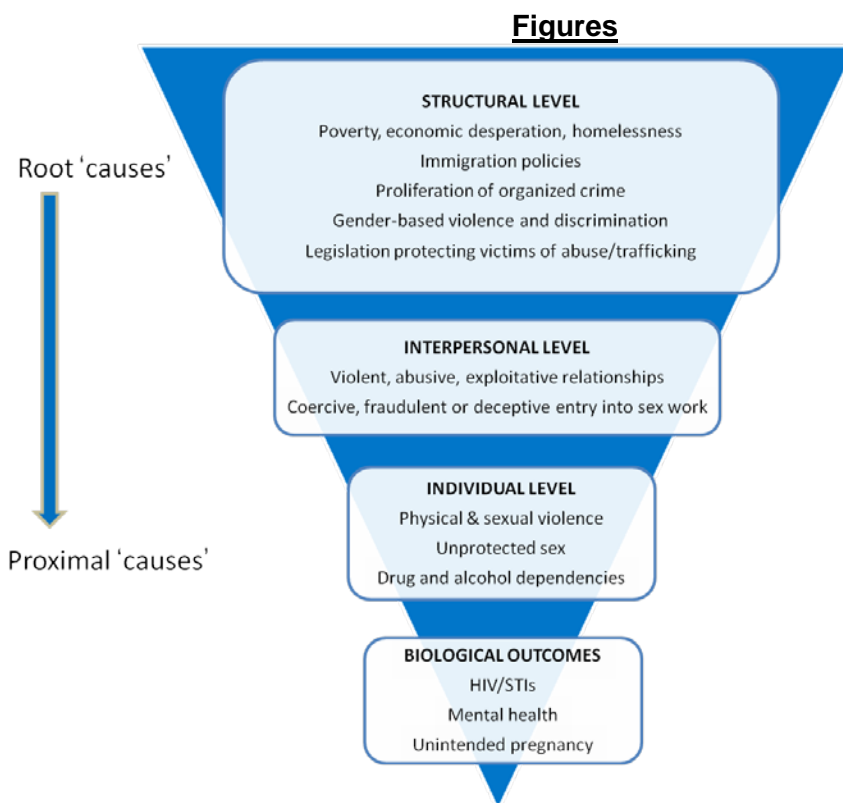 Figures
STRUCTURAL LEVEL
Poverty, economic desperation, homelessness
Immigration policies
Proliferation of organized crime
Gender-based violence and discrimination
Legislation protecting victims of abuse/trafficking
Root ‘causes’
INTERPERSONAL LEVEL
Violent, abusive, exploitative relationships
Coercive, fraudulent or deceptive entry into sex work
INDIVIDUAL LEVEL
Physical & sexual violence
Unprotected sex
Drug and alcohol dependencies
Proximal ‘causes’
BIOLOGICAL OUTCOMES
HIV/STIs
Mental health
Unintended pregnancy